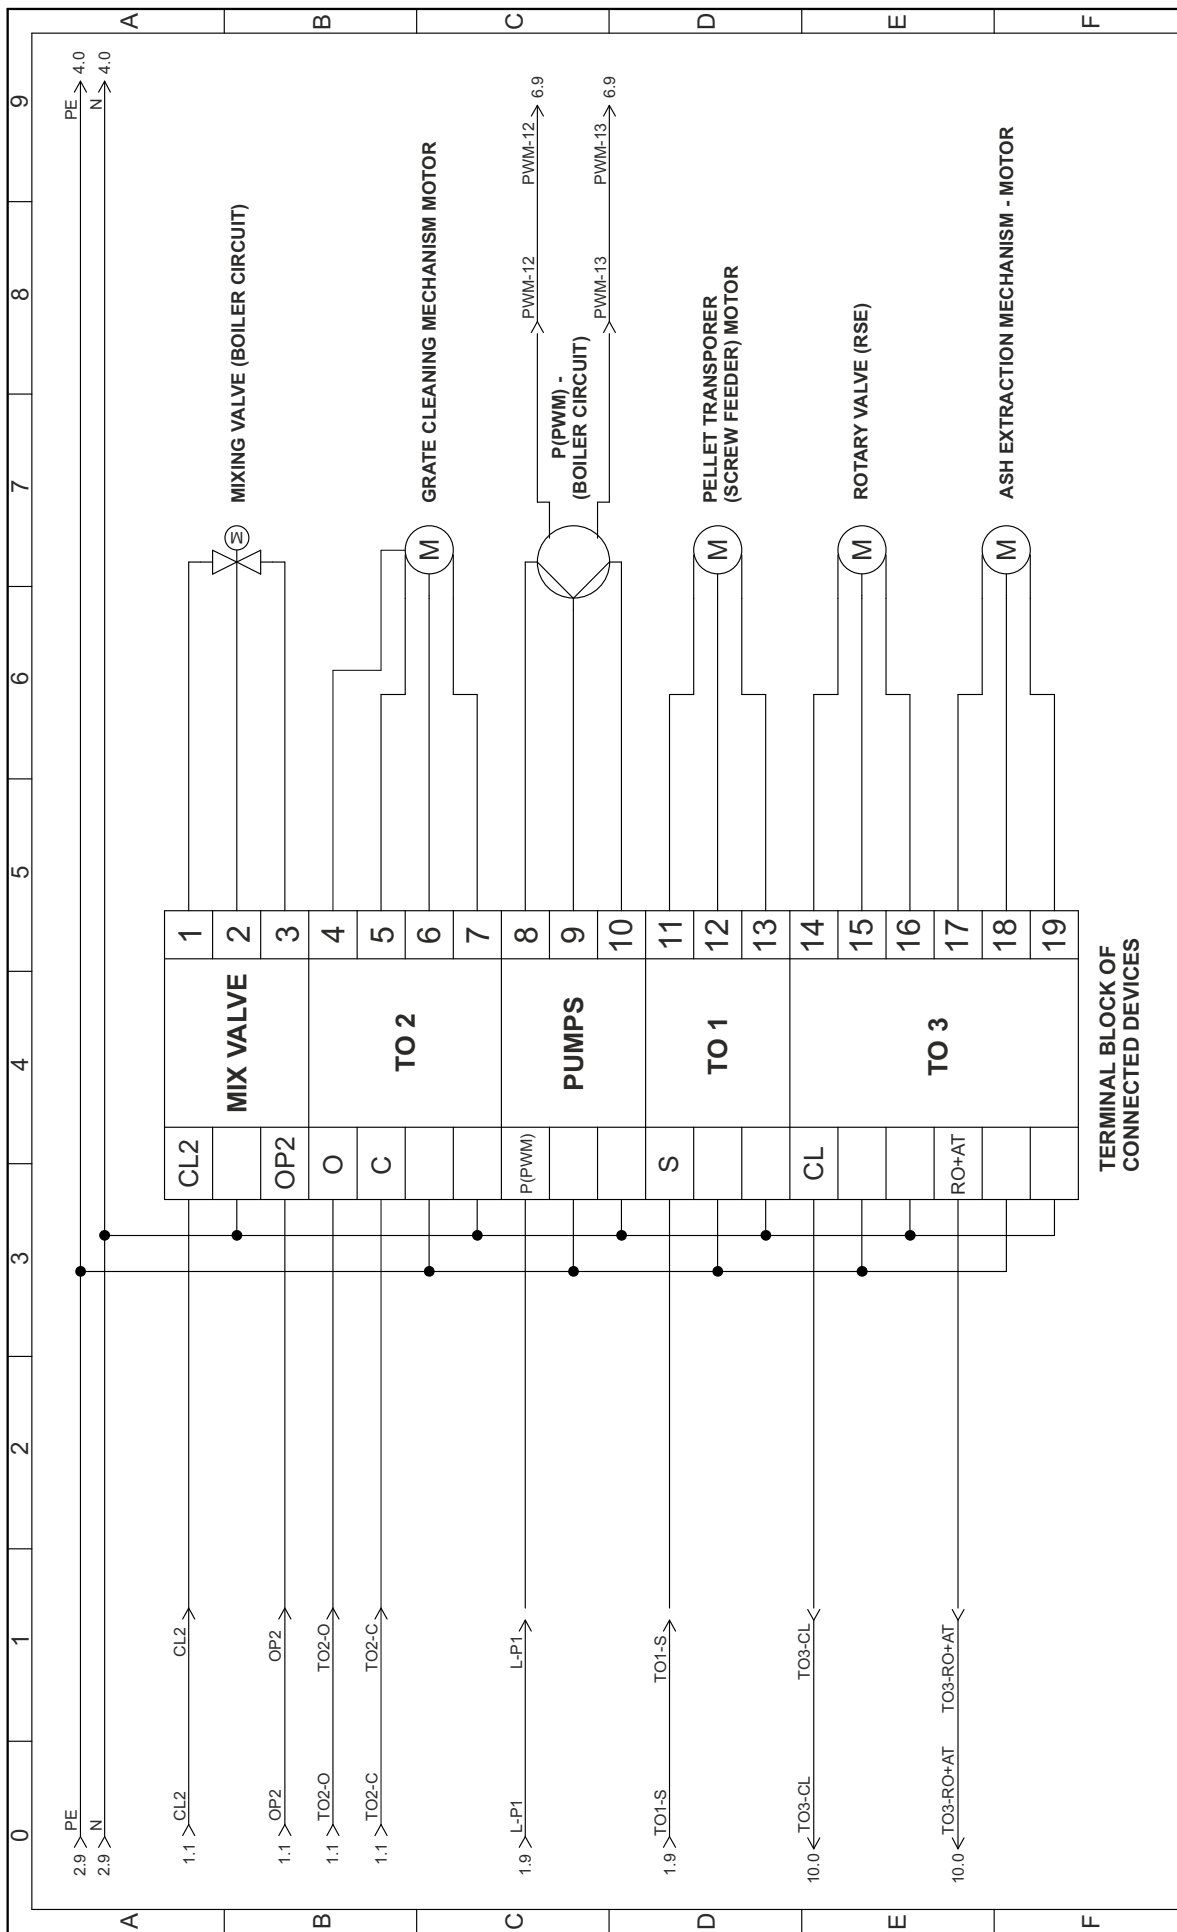 0 1 2 3 4 5 6 7 8 9
A
A
2.9 PE
PE 4.0
2.9 N
N 4.0
1.1 CL2 CL2
CL2
MIX VALVE
1
2
1.1 OP2 OP2
OP2
3
M
MIXING VALVE (BOILER CIRCUIT)
B
B
1.1 TO2-O TO2-O
O
TO 2
4
1.1 TO2-C TO2-C
C
5
6
7
M
GRATE CLEANING MECHANISM MOTOR
C
C
1.9 L-P1 L-P1
P(PWM)
PUMPS
8
9
10
P(PWM) -
(BOILER CIRCUIT)
PWM-12 PWM-12 6.9
PWM-13 PWM-13 6.9
D
D
1.9 TO1-S TO1-S
S
TO 1
11
12
13
M
PELLET TRANSPORER
(SCREW FEEDER) MOTOR
E
E
10.0 TO3-CL TO3-CL
CL
TO 3
14
15
16
M
ROTARY VALVE (RSE)
10.0 TO3-RO+AT TO3-RO+AT
RO+AT
17
18
19
M
ASH EXTRACTION MECHANISM - MOTOR
F
F
TERMINAL BLOCK OF
CONNECTED DEVICES